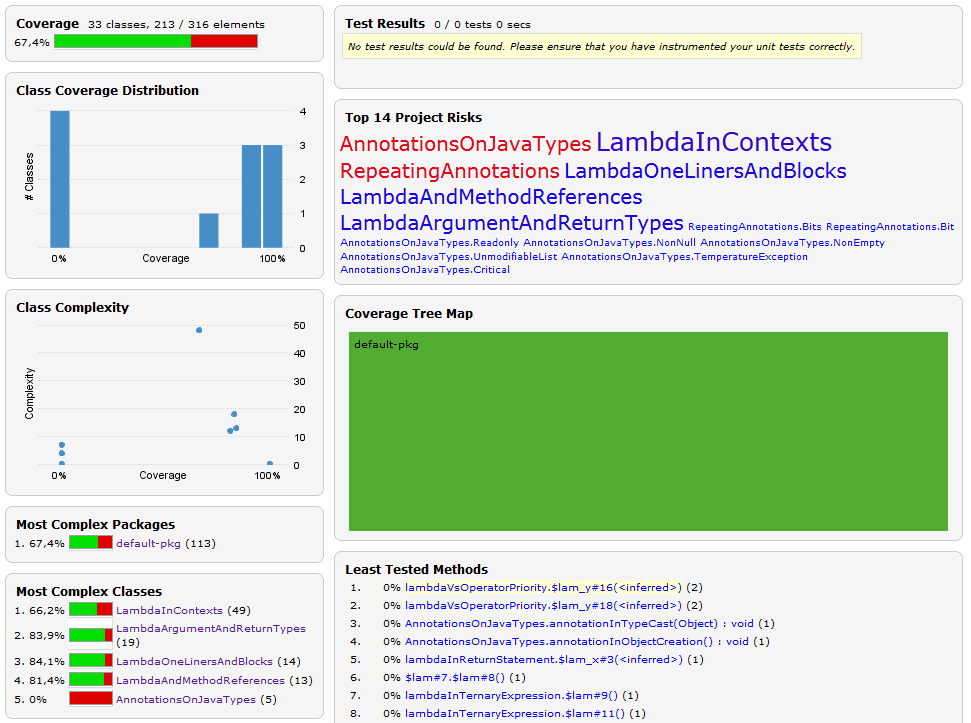 Coverage 33 classes, 213 / 316 elements
67,4%
Class Coverage Distribution
# Classes
4
3
2
1
0
0%
Coverage
100%
Class Complexity
Complexity
50
40
30
20
10
0
0%
Coverage
100%
Most Complex Packages
1. 67,4% default-pkg (113)
Most Complex Classes
1. 66,2% LambdaInContexts (49)
2. 83,9% LambdaArgumentAndReturnTypes
(19)
3. 84,1% LambdaOneLinersAndBlocks (14)
4. 81,4% LambdaAndMethodReferences (13)
5. 0% AnnotationsOnJavaTypes (5)
Test Results 0 / 0 tests 0 secs
No test results could be found. Please ensure that you have instrumented your unit tests correctly.
Top 14 Project Risks
AnnotationsOnJavaTypes LambdaInContexts
RepeatingAnnotations LambdaOneLinersAndBlocks
LambdaAndMethodReferences
LambdaArgumentAndReturnTypes RepeatingAnnotations.Bits RepeatingAnnotations.Bit
AnnotationsOnJavaTypes.Readonly AnnotationsOnJavaTypes.NonNull AnnotationsOnJavaTypes.NonEmpty
AnnotationsOnJavaTypes.UnmodifiableList AnnotationsOnJavaTypes.TemperatureException
AnnotationsOnJavaTypes.Critical
Coverage Tree Map
default-pkg
Least Tested Methods
1. 0% lambdaVsOperatorPriority.$lam_y#16(<inferred>) (2)
2. 0% lambdaVsOperatorPriority.$lam_y#18(<inferred>) (2)
3. 0% AnnotationsOnJavaTypes.annotationInTypeCast(Object) : void (1)
4. 0% AnnotationsOnJavaTypes.annotationInObjectCreation() : void (1)
5. 0% lambdaInReturnStatement.$lam_x#3(<inferred>) (1)
6. 0% $lam#7.$lam#8() (1)
7. 0% lambdaInTernaryExpression.$lam#9() (1)
8. 0% lambdaInTernaryExpression.$lam#11() (1)